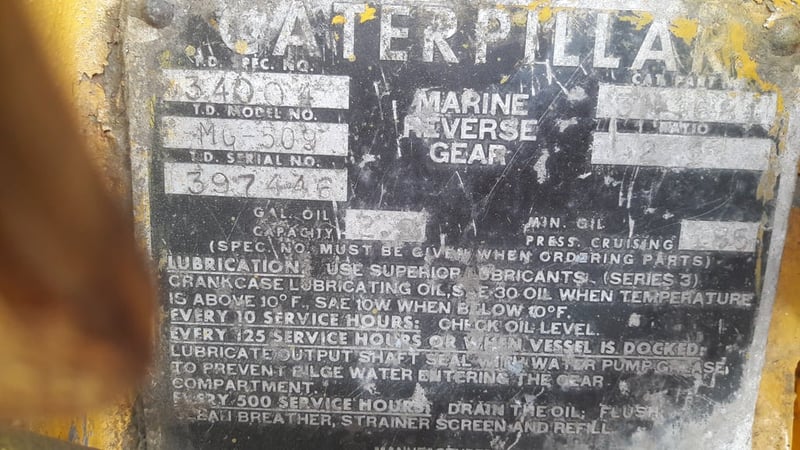 CATERPILLAR
T.D. SPEC. NO.
34004
CAT PART
T.D. MODEL NO.
MG-509
MARINE
REVERSE
GEAR
RATIO
T.D. SERIAL NO.
397446
GAL. OIL
CAPACITY
MIN. OIL
PRESS. CRUISING
(SPEC. NO. MUST BE GIVEN WHEN ORDERING PARTS)
LUBRICATION. USE SUPERIOR LUBRICANTS (SERIES 3)
CRANKCASE LUBRICATING OIL, SAE-30 OIL WHEN TEMPERATURE
IS ABOVE 10°F. SAE 10W WHEN BELOW 10°F.
EVERY 10 SERVICE HOURS: CHECK OIL LEVEL.
EVERY 125 SERVICE HOURS OR WHEN VESSEL IS DOCKED:
LUBRICATE OUTPUT SHAFT SEAL WITH WATER PUMP GREASE
TO PREVENT BILGE WATER ENTERING THE GEAR
COMPARTMENT.
EVERY 500 SERVICE HOURS: DRAIN THE OIL; FLUSH
BREATHER, STRAINER SCREEN AND REFILL